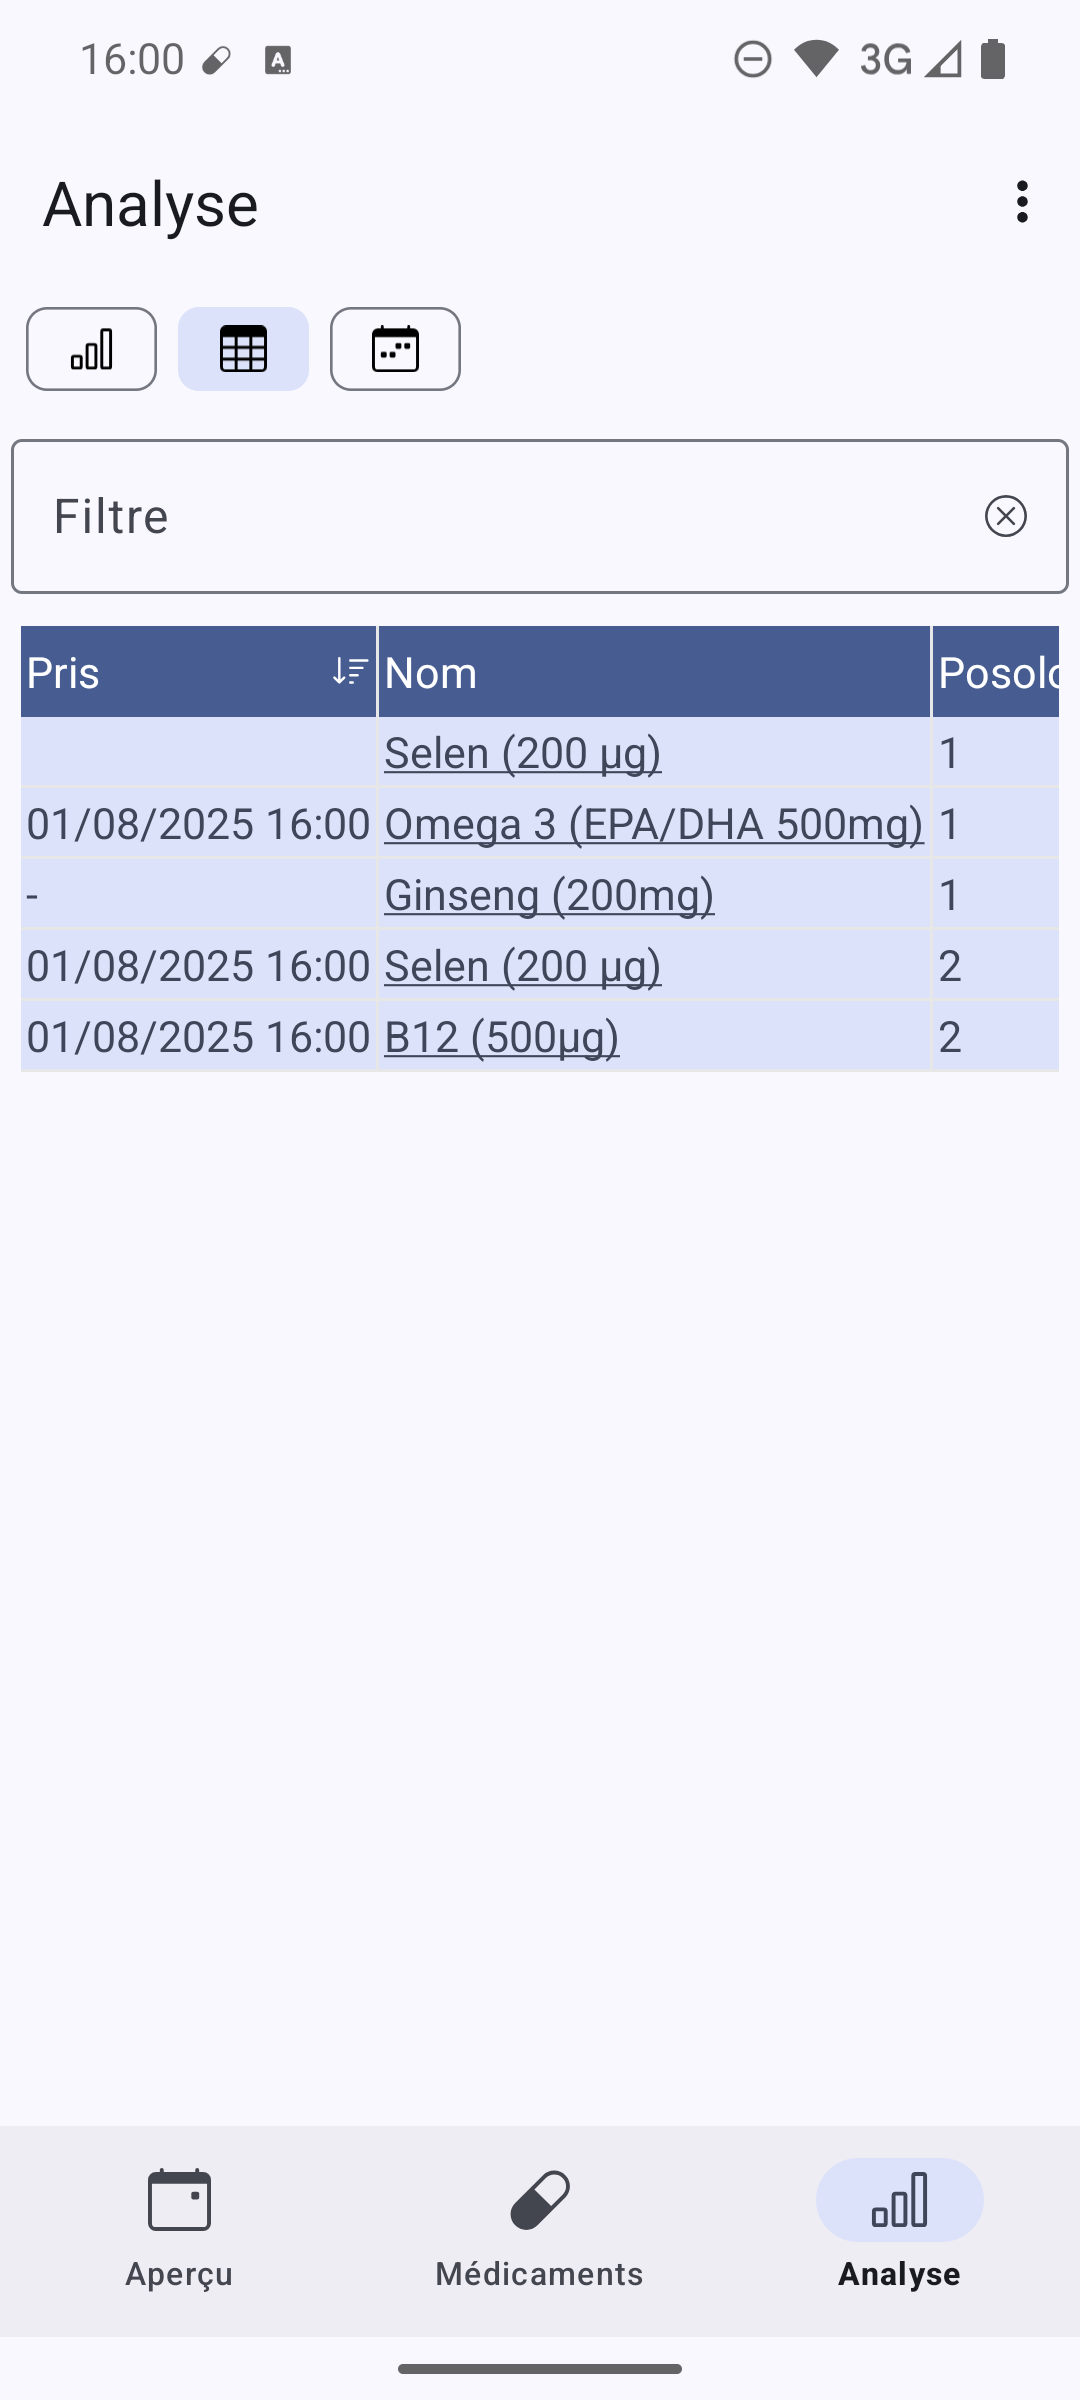 16:00
3G
Analyse
Filtre
Pris Nom Posolo
Selen (200 µg) 1
01/08/2025 16:00 Omega 3 (EPA/DHA 500mg) 1
- Ginseng (200mg) 1
01/08/2025 16:00 Selen (200 µg) 2
01/08/2025 16:00 B12 (500µg) 2
Aperçu Médicaments Analyse